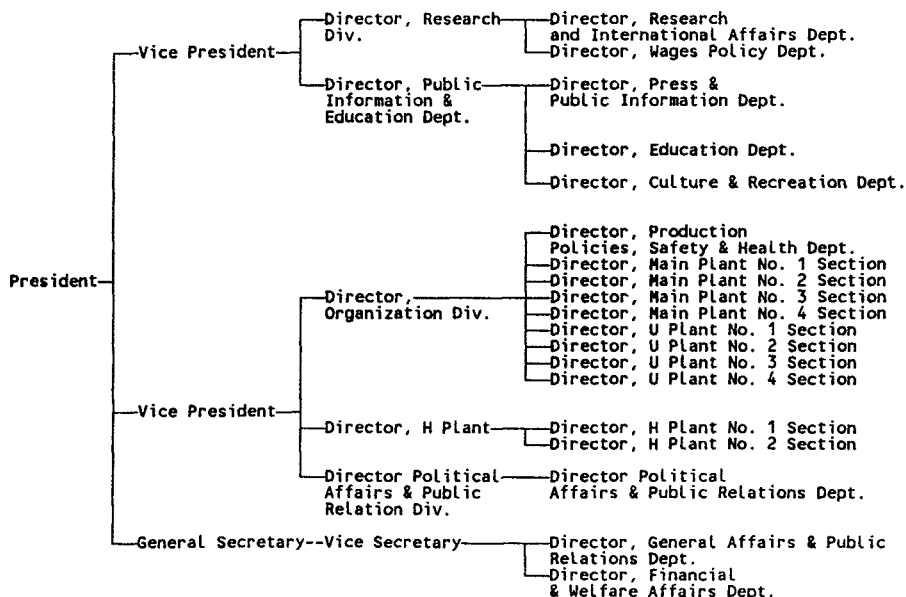 Director, Research
Div.
Director, Research
and International Affairs Dept.
Vice President
Director, Wages Policy Dept.
Director, Public
Information &
Education Dept.
Director, Press &
Public Information Dept.
Director, Education Dept.
Director, Culture & Recreation Dept.
President
Director, Production
Policies, Safety & Health Dept.
Director, Main Plant No. 1 Section
Director, Main Plant No. 2 Section
Director,
Organization Div.
Director, Main Plant No. 3 Section
Director, Main Plant No. 4 Section
Director, U Plant No. 1 Section
Director, U Plant No. 2 Section
Director, U Plant No. 3 Section
Director, U Plant No. 4 Section
Vice President
Director, H Plant
Director, H Plant No. 1 Section
Director, H Plant No. 2 Section
Director Political
Affairs & Public
Relation Div.
Director Political
Affairs & Public Relations Dept.
General Secretary--Vice Secretary
Director, General Affairs & Public
Relations Dept.
Director, Financial
& Welfare Affairs Dept.